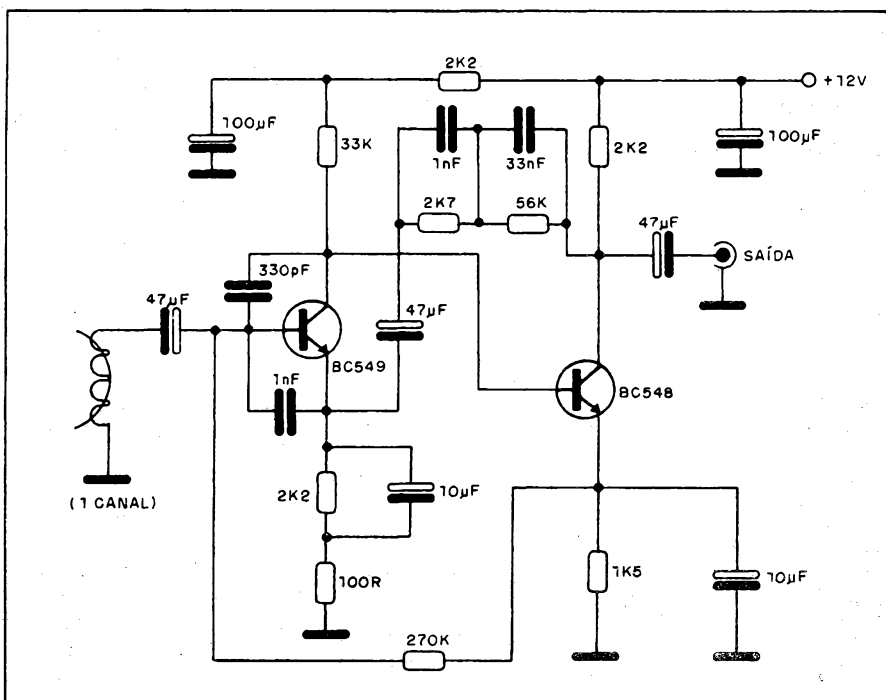 2K2
+12V
100µF
33K
1nF
33nF
2K2
100µF
2K7
56K
47µF
SAÍDA
330pF
47µF
47µF
BC549
1nF
BC548
2K2
10µF
(1 CANAL)
100R
1K5
10µF
270K